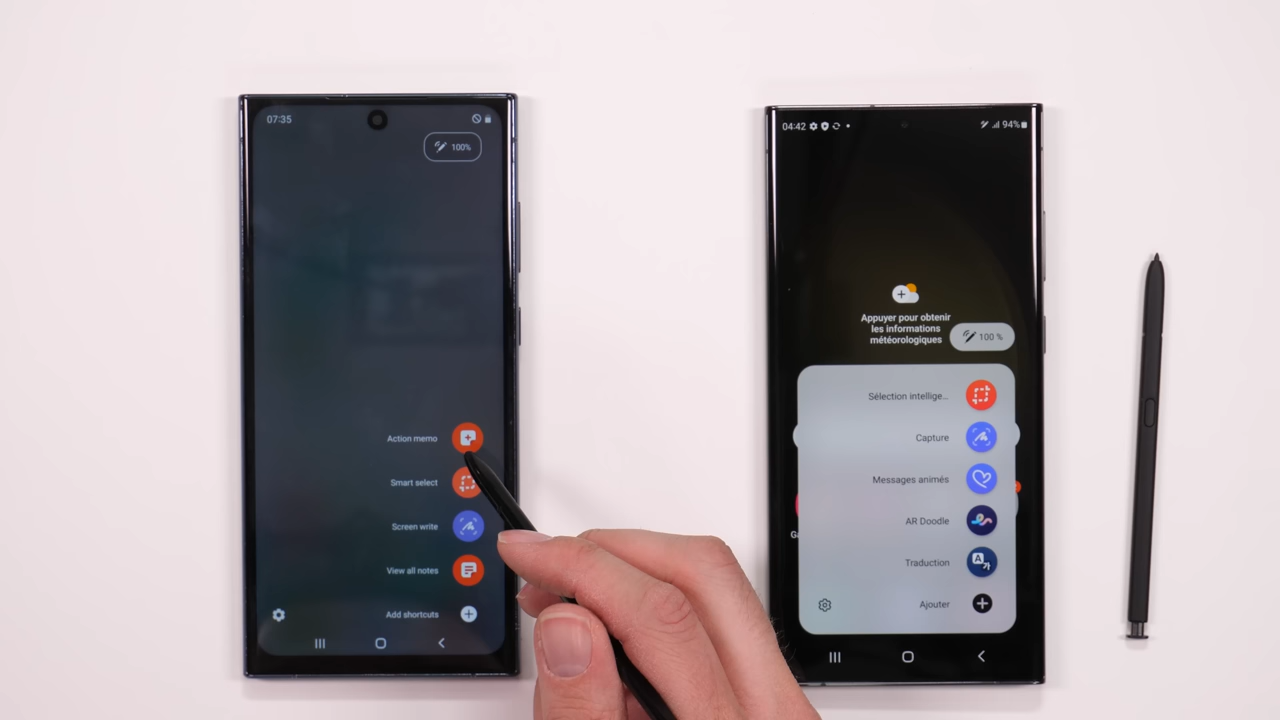 07:35
100%
Action memo
Smart select
Screen write
View all notes
Add shortcuts
04:42
94%
Appuyer pour obtenir
les informations
météorologiques
100 %
Sélection intellige...
Capture
Messages animés
AR Doodle
Traduction
Ajouter